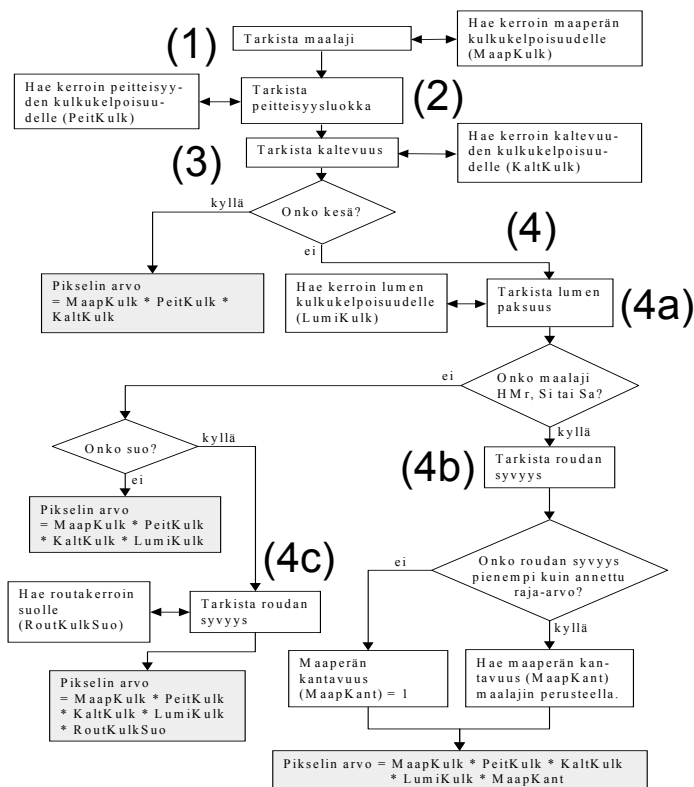 (1)
Tarkista maalaji
Hae kerroin maaperän
kulkukelpoisuudelle
(MaapKulk)
Hae kerroin peitteisyy-
den kulkukelpoisuu-
delle (PeitKulk)
Tarkista
peitteisyysluokka
(2)
(3)
Tarkista kaltevuus
Hae kerroin kaltevuu-
den kulkukelpoisuu-
delle (KaltKulk)
Onko kesä?
kyllä
ei
(4)
Pikselin arvo
= MaapKulk * PeitKulk *
KaltKulk
Hae kerroin lumen
kulkukelpoisuudelle
(LumiKulk)
Tarkista lumen
paksuus
(4a)
Onko maalaji
HMr, Si tai Sa?
ei
kyllä
Onko suo?
kyllä
ei
(4b)
Tarkista roudan
syvyys
Pikselin arvo
= MaapKulk * PeitKulk
* KaltKulk * LumiKulk
(4c)
Onko roudan syvyys
pienempi kuin annettu
raja-arvo?
ei
kyllä
Hae routakerroin
suolle
(RoutKulkSuo)
Tarkista roudan
syvyys
Pikselin arvo
= MaapKulk * PeitKulk
* KaltKulk * LumiKulk
* RoutKulkSuo
Maaperän
kantavuus
(MaapKant) = 1
Hae maaperän kan-
tavuus (MaapKant)
maalajin perusteella.
Pikselin arvo = MaapKulk * PeitKulk * KaltKulk
* LumiKulk * MaapKant